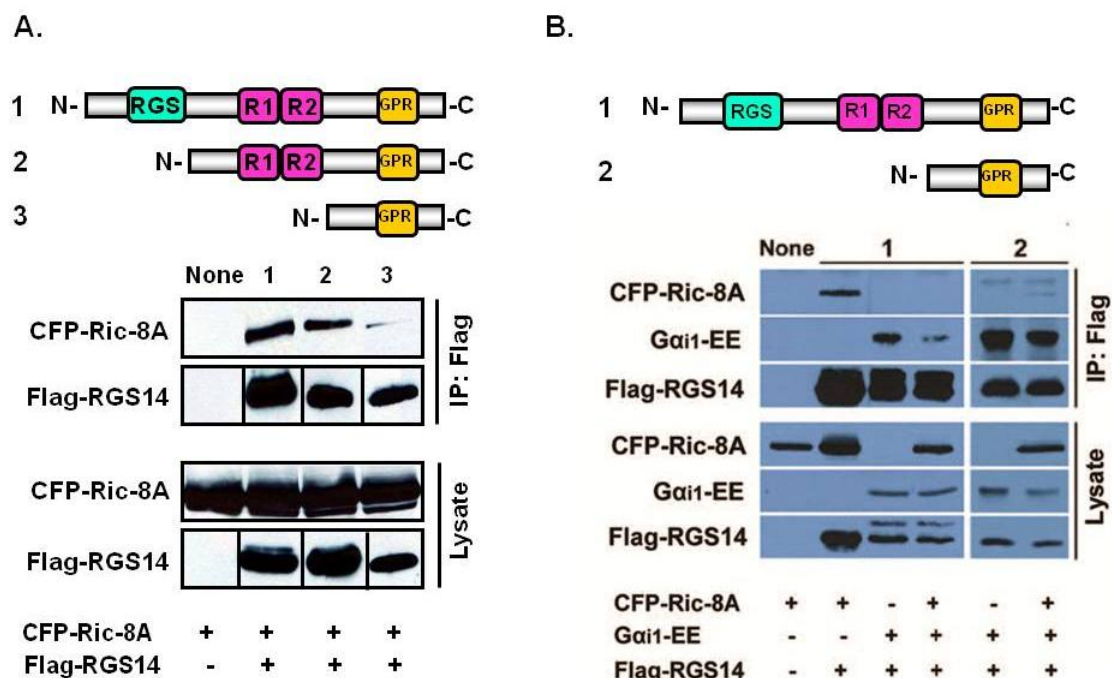 A.
1 N- RGS R1 R2 GPR -C
2 N- R1 R2 GPR -C
3 N- GPR -C
None 1 2 3
CFP-Ric-8A
Flag-RGS14
IP: Flag
CFP-Ric-8A
Flag-RGS14
Lysate
CFP-Ric-8A + + + +
Flag-RGS14 - + + +
B.
1 N- RGS R1 R2 GPR -C
2 N- GPR -C
None 1 2
CFP-Ric-8A
Gαi1-EE
Flag-RGS14
IP: Flag
CFP-Ric-8A
Gαi1-EE
Flag-RGS14
Lysate
CFP-Ric-8A + + - + - +
Gαi1-EE - - + + + +
Flag-RGS14 - + + + + +